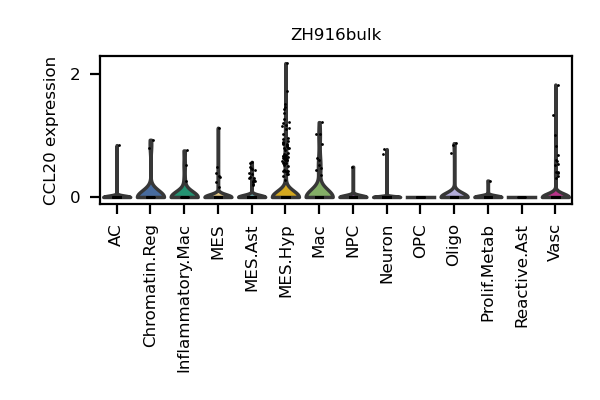 ZH916bulk
CCL20 expression
2
0
AC
Chromatin.Reg
Inflammatory.Mac
MES
MES.Ast
MES.Hyp
Mac
NPC
Neuron
OPC
Oligo
Prolif.Metab
Reactive.Ast
Vasc